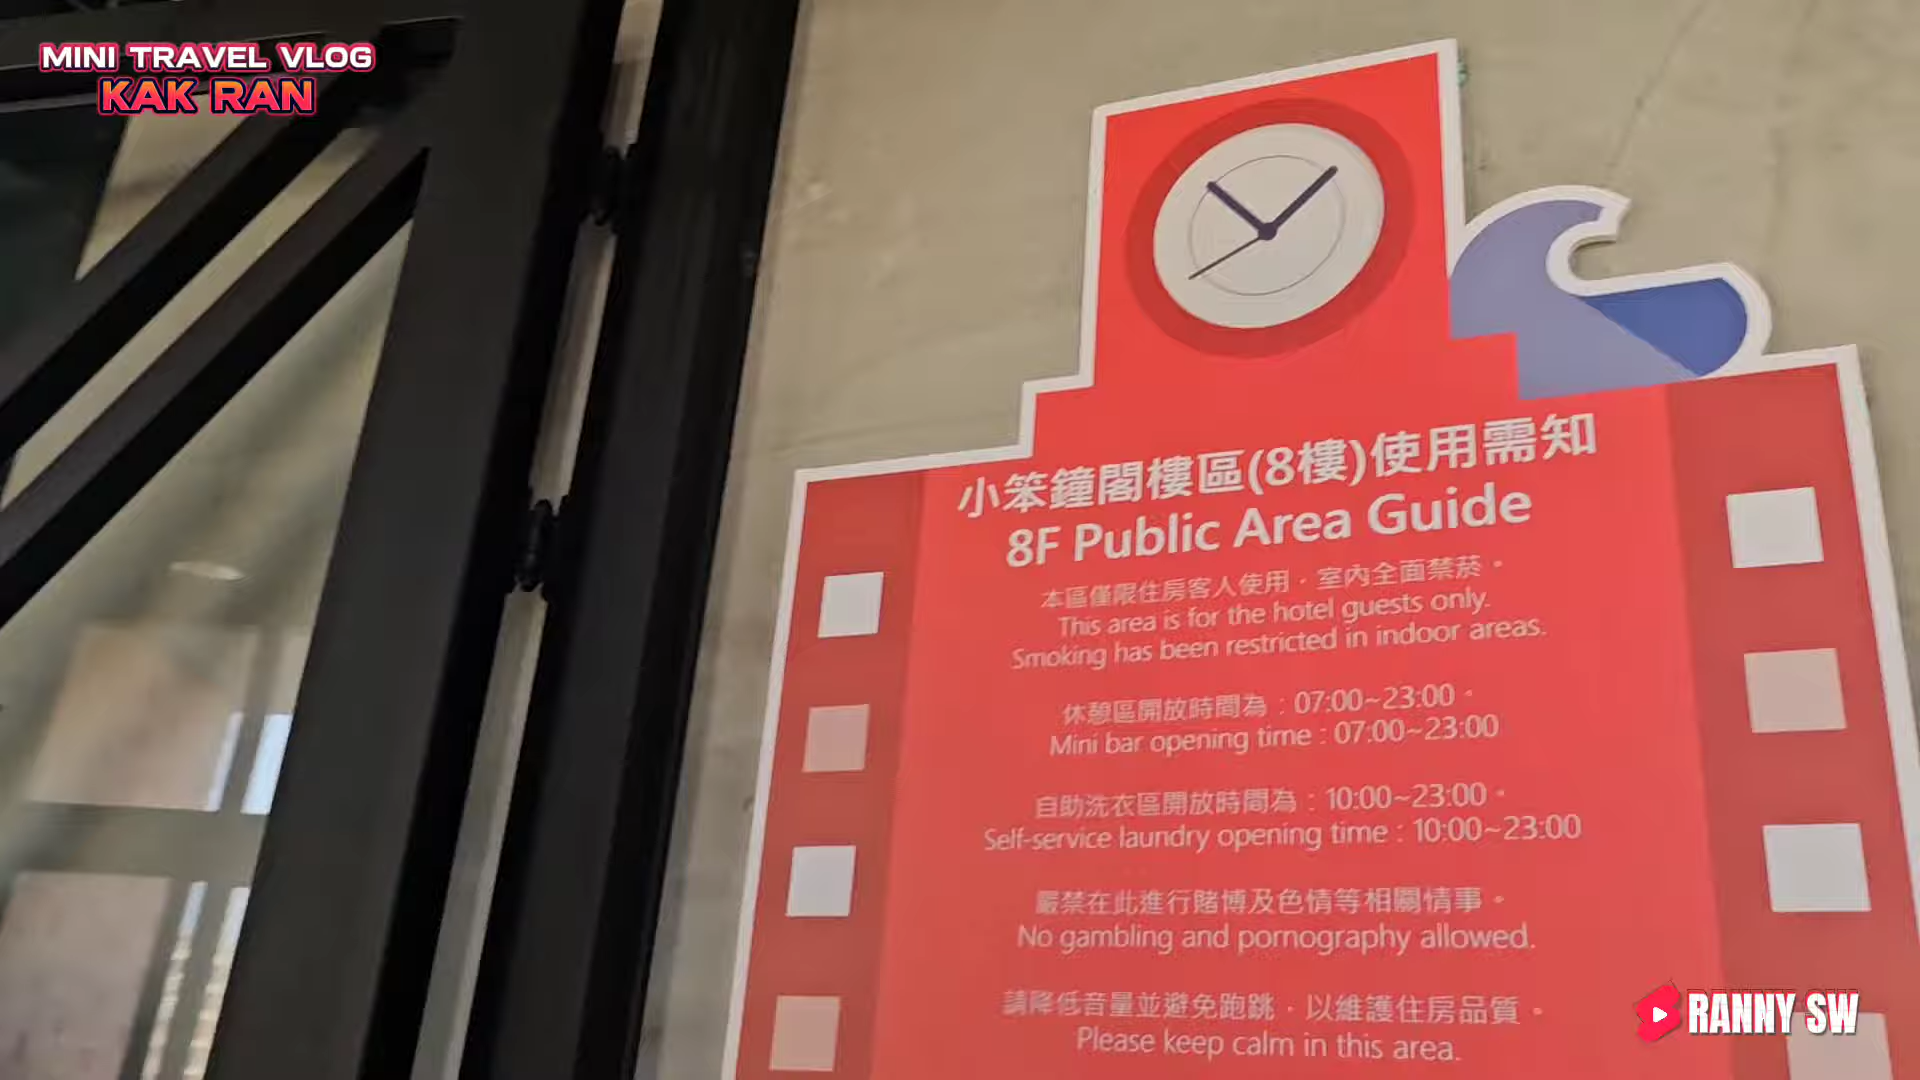 MINI TRAVEL VLOG
KAK RAN
小笨鐘閣樓區(8樓)使用需知
8F Public Area Guide
本區僅限住房客人使用，室內全面禁菸。
This area is for the hotel guests only.
Smoking has been restricted in indoor areas.
休憩區開放時間為：07:00~23:00。
Mini bar opening time : 07:00~23:00
自助洗衣區開放時間為：10:00~23:00。
Self-service laundry opening time : 10:00~23:00
嚴禁在此進行賭博及色情等相關情事。
No gambling and pornography allowed.
請降低音量並避免跑跳，以維護住房品質。
Please keep calm in this area.
RANNY SW